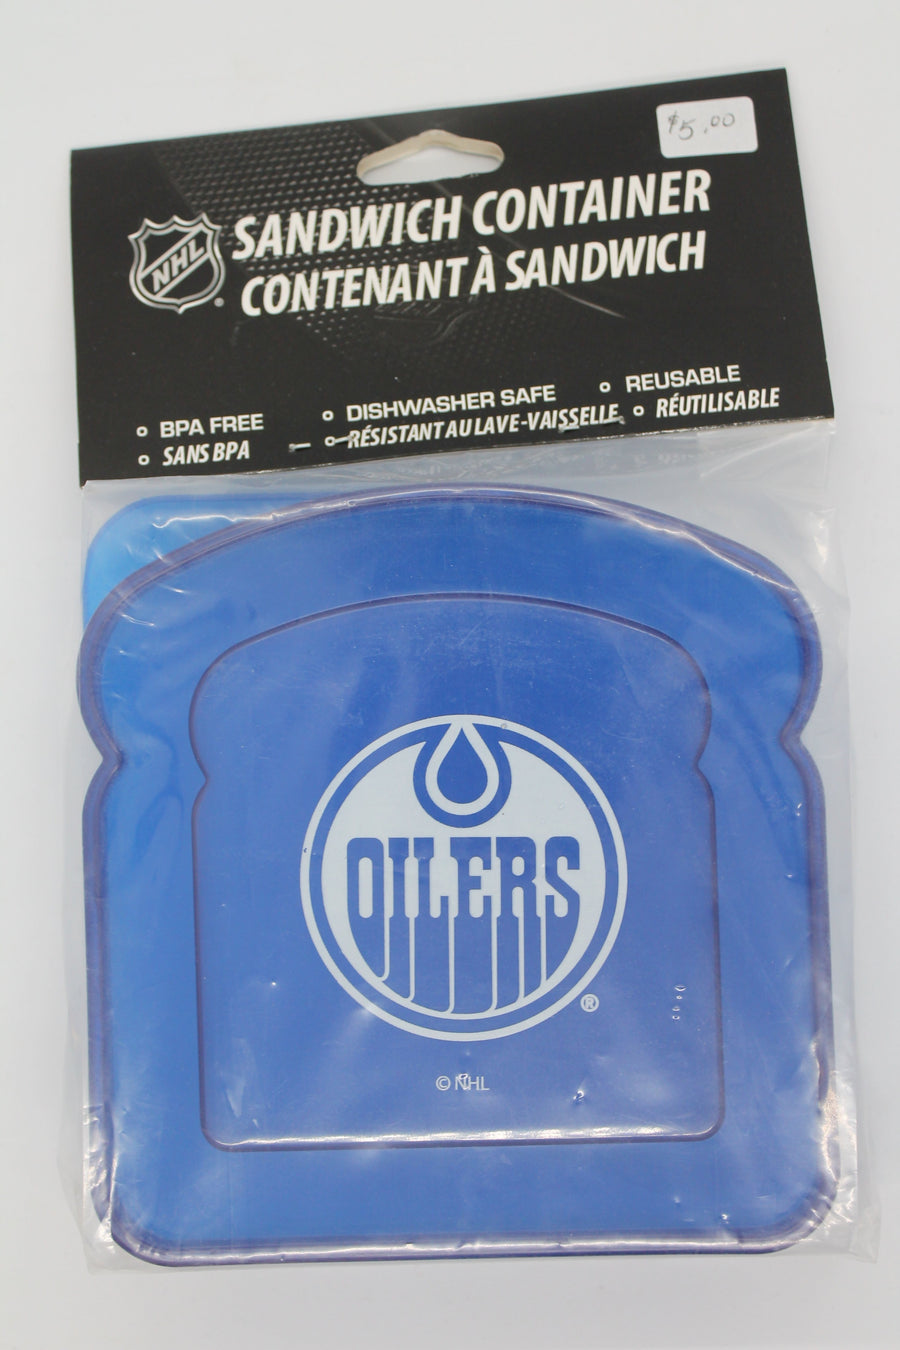 $5.00
NHL
SANDWICH CONTAINER
CONTENANT À SANDWICH
° BPA FREE ° DISHWASHER SAFE ° REUSABLE
° SANS BPA ° RÉSISTANT AU LAVE-VAISSELLE ° RÉUTILISABLE
OILERS
®
© NHL